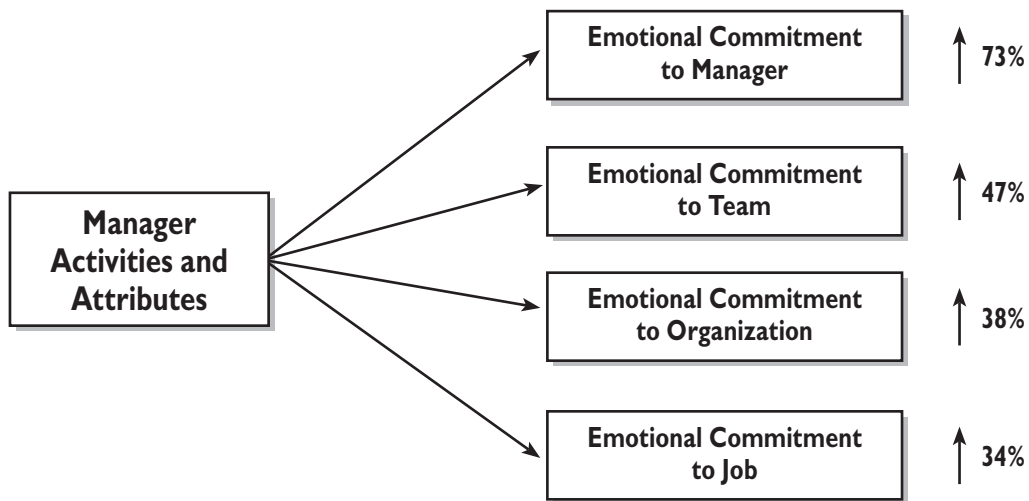 Emotional Commitment
to Manager
73%
Emotional Commitment
to Team
47%
Manager
Activities and
Attributes
Emotional Commitment
to Organization
38%
Emotional Commitment
to Job
34%